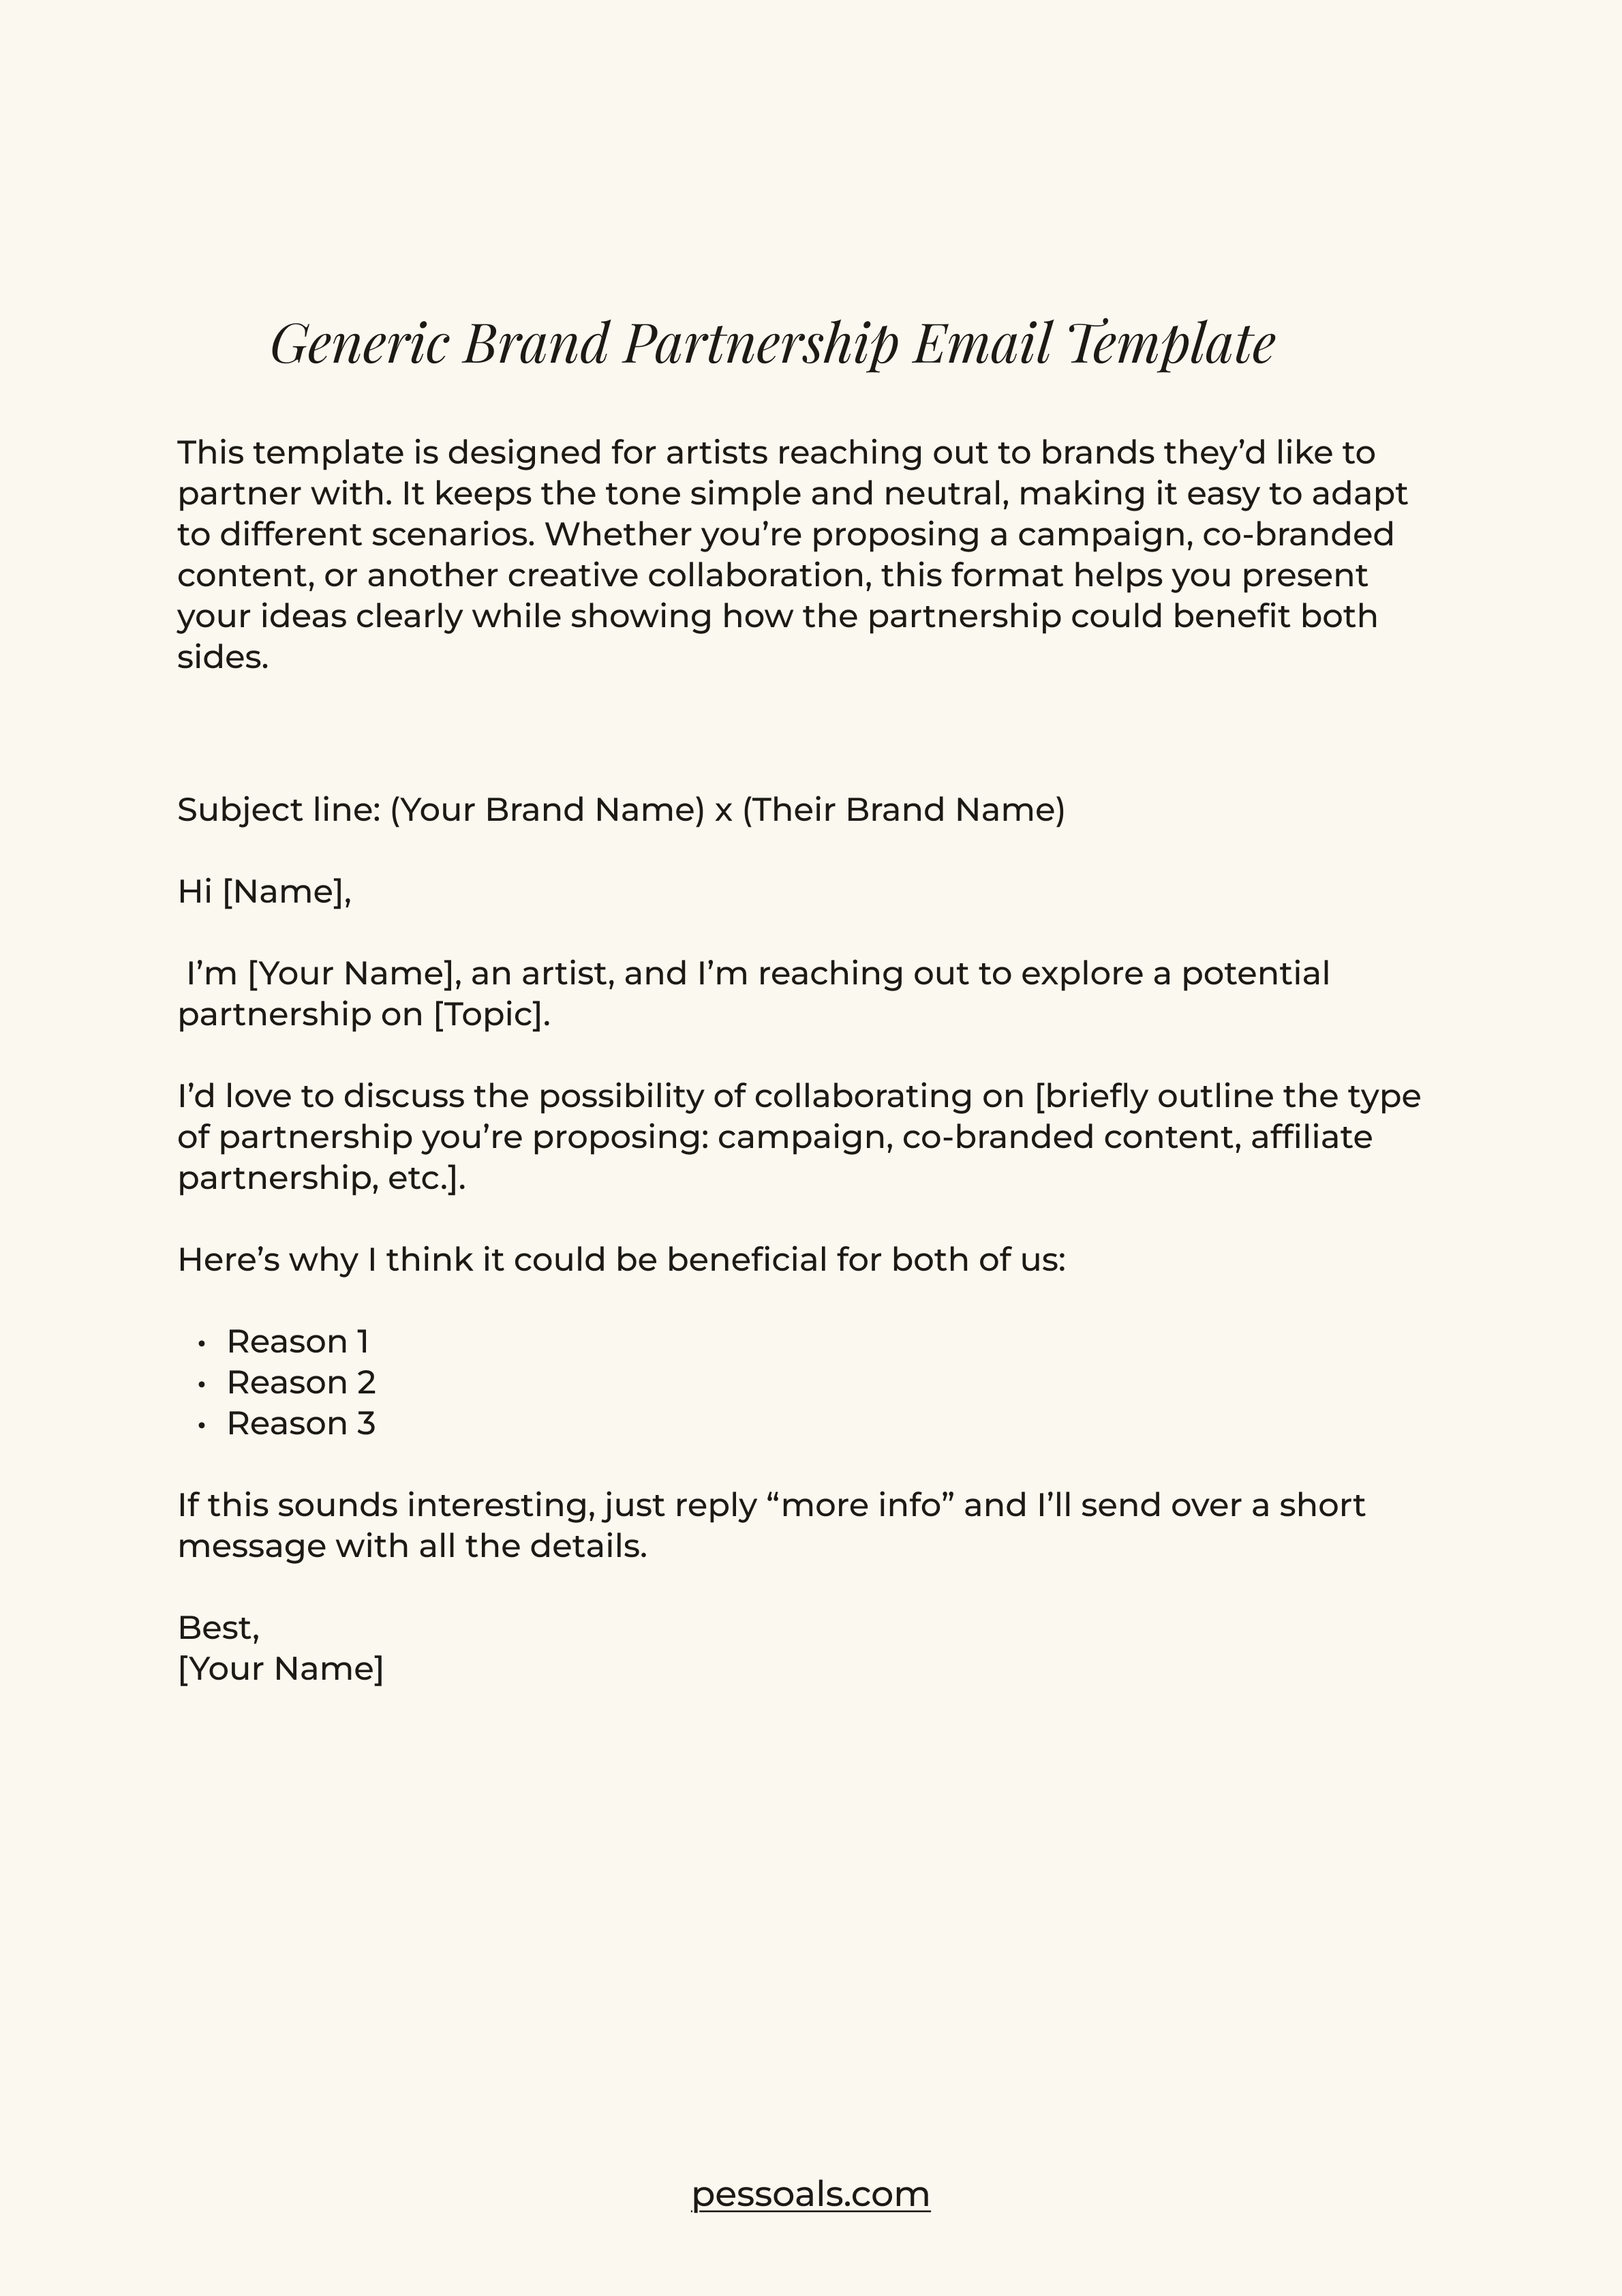 Generic Brand Partnership Email Template
This template is designed for artists reaching out to brands they’d like to
partner with. It keeps the tone simple and neutral, making it easy to adapt
to different scenarios. Whether you’re proposing a campaign, co-branded
content, or another creative collaboration, this format helps you present
your ideas clearly while showing how the partnership could benefit both
sides.
Subject line: (Your Brand Name) x (Their Brand Name)
Hi [Name],
I’m [Your Name], an artist, and I’m reaching out to explore a potential
partnership on [Topic].
I’d love to discuss the possibility of collaborating on [briefly outline the type
of partnership you’re proposing: campaign, co-branded content, affiliate
partnership, etc.].
Here’s why I think it could be beneficial for both of us:
• Reason 1
• Reason 2
• Reason 3
If this sounds interesting, just reply “more info” and I’ll send over a short
message with all the details.
Best,
[Your Name]
pessoals.com